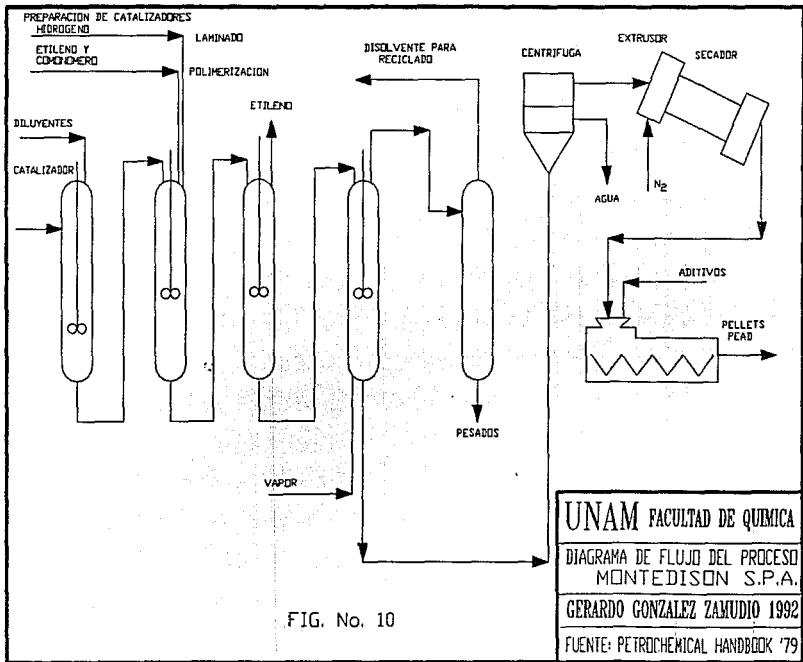 PREPARACION DE CATALIZADORES
HIDROGENO
LAMINADO
ETILENO Y
COMONOMERO
POLIMERIZACION
DISOLVENTE PARA
RECICLADO
CENTRIFUGA
EXTRUSOR
SECADOR
ETILENO
DILUYENTES
CATALIZADOR
AGUA
N2
ADITIVOS
PELLETS
PEAD
PESADOS
VAPOR
UNAM FACULTAD DE QUIMICA
DIAGRAMA DE FLUJO DEL PROCESO
MONTEDISON S.P.A.
GERARDO GONZALEZ ZAMUDIO 1992
FUENTE: PETROCHEMICAL HANDBOOK '79
FIG. No. 10